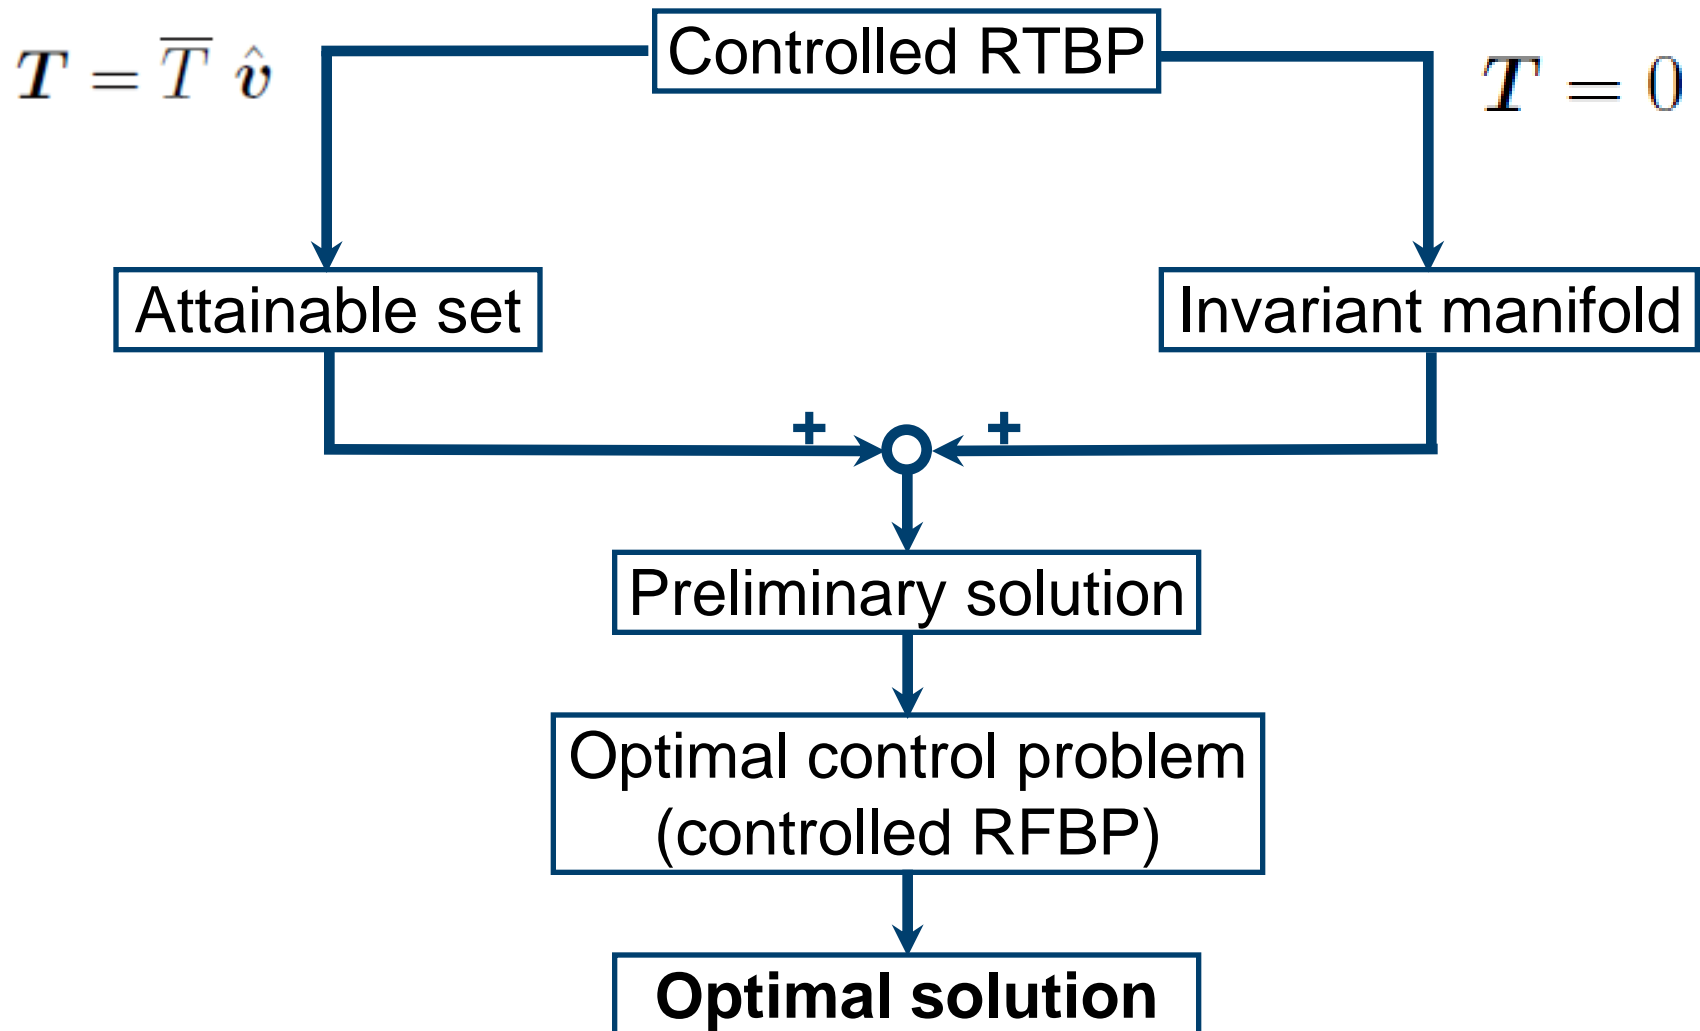 Controlled RTBP
𝑻 = T̅ 𝒗̂
𝑻 = 0
Attainable set
Invariant manifold
+ +
Preliminary solution
Optimal control problem
(controlled RFBP)
Optimal solution